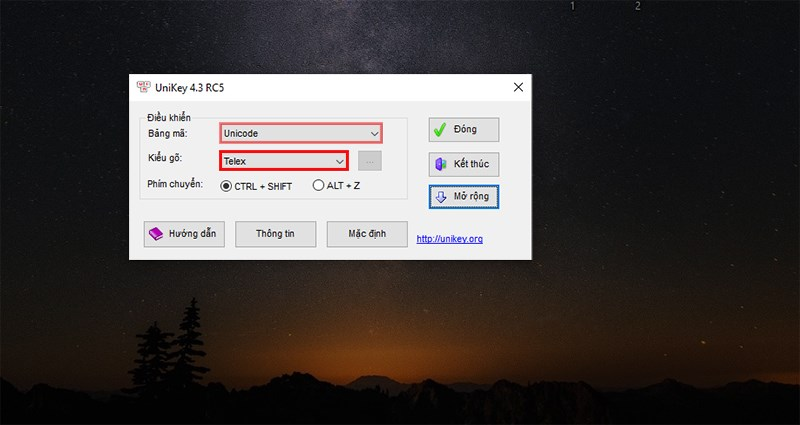 1 2
UniKey 4.3 RC5
Điều khiển
Bảng mã: Unicode
Đóng
Kiểu gõ: Telex ...
Kết thúc
Phím chuyển: CTRL + SHIFT ALT + Z
Mở rộng
Hướng dẫn Thông tin Mặc định http://unikey.org